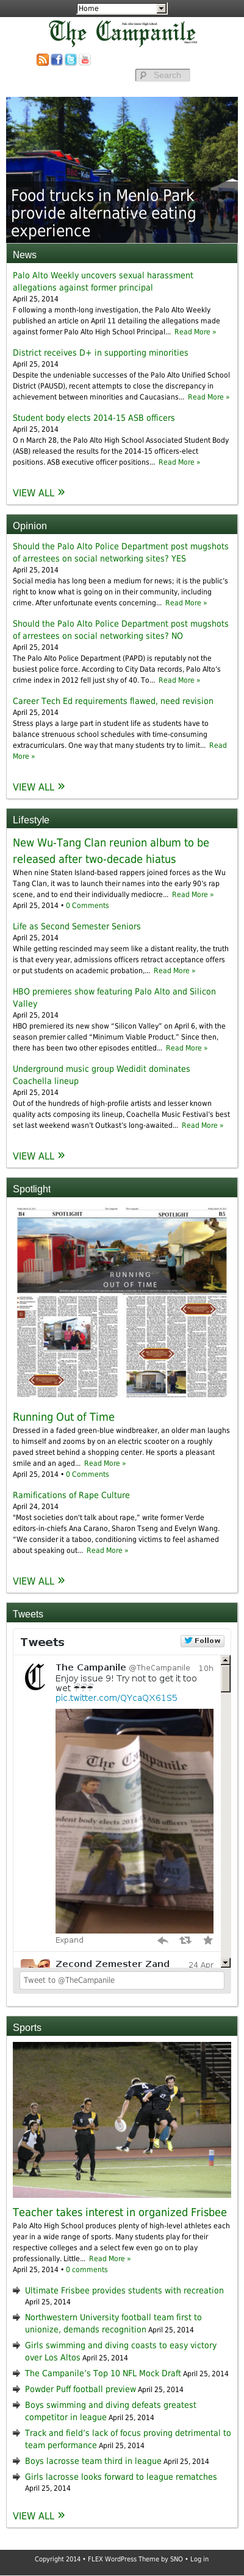 Home
The Campanile
Search
Food trucks in Menlo Park
provide alternative eating
experience
News
Palo Alto Weekly uncovers sexual harassment
allegations against former principal
April 25, 2014
F ollowing a month-long investigation, the Palo Alto Weekly
published an article on April 11 detailing the allegations made
against former Palo Alto High School Principal... Read More »
District receives D+ in supporting minorities
April 25, 2014
Despite the undeniable successes of the Palo Alto Unified School
District (PAUSD), recent attempts to close the discrepancy in
achievement between minorities and Caucasians... Read More »
Student body elects 2014-15 ASB officers
April 25, 2014
O n March 28, the Palo Alto High School Associated Student Body
(ASB) released the results for the 2014-15 officers-elect
positions. ASB executive officer positions... Read More »
VIEW ALL »
Opinion
Should the Palo Alto Police Department post mugshots
of arrestees on social networking sites? YES
April 25, 2014
Social media has long been a medium for news; it is the public's
right to know what is going on in their community, including
crime. After unfortunate events concerning... Read More »
Should the Palo Alto Police Department post mugshots
of arrestees on social networking sites? NO
April 25, 2014
The Palo Alto Police Department (PAPD) is reputably not the
busiest police force. According to City Data records, Palo Alto's
crime index in 2012 fell just shy of 40. To... Read More »
Career Tech Ed requirements flawed, need revision
April 25, 2014
Stress plays a large part in student life as students have to
balance strenuous school schedules with time-consuming
extracurriculars. One way that many students try to limit... Read
More »
VIEW ALL »
Lifestyle
New Wu-Tang Clan reunion album to be
released after two-decade hiatus
When nine Staten Island-based rappers joined forces as the Wu
Tang Clan, it was to launch their names into the early 90's rap
scene, and to end their individually mediocre... Read More »
April 25, 2014 • 0 Comments
Life as Second Semester Seniors
April 25, 2014
While getting rescinded may seem like a distant reality, the truth
is that every year, admissions offices retract acceptances offers
or put students on academic probation,... Read More »
HBO premieres show featuring Palo Alto and Silicon
Valley
April 25, 2014
HBO premiered its new show "Silicon Valley" on April 6, with the
season opener called "Minimum Viable Product." Since then,
there has been two other episodes entitled... Read More »
Underground music group Wedidit dominates
Coachella lineup
April 25, 2014
Out of the hundreds of high-profile artists and lesser known
quality acts composing its lineup, Coachella Music Festival's best
set last weekend wasn't Outkast's long-awaited... Read More »
VIEW ALL »
Spotlight
B4 SPOTLIGHT SPOTLIGHT B5
RUNNING
OUT OF TIME
Running Out of Time
Dressed in a faded green-blue windbreaker, an older man laughs
to himself and zooms by on an electric scooter on a roughly
paved street behind a shopping center. He sports a pleasant
smile and an aged... Read More »
April 25, 2014 • 0 Comments
Ramifications of Rape Culture
April 24, 2014
"Most societies don't talk about rape," write former Verde
editors-in-chiefs Ana Carano, Sharon Tseng and Evelyn Wang.
"We consider it a taboo, conditioning victims to feel ashamed
about speaking out... Read More »
VIEW ALL »
Tweets
Tweets
Follow
The Campanile @TheCampanile 10h
Enjoy issue 9! Try not to get it too
wet ☔☔☔
pic.twitter.com/QYcaQX61S5
Expand
Second Zemester Zand 24 Apr
Tweet to @TheCampanile
Sports
Teacher takes interest in organized Frisbee
Palo Alto High School produces plenty of high-level athletes each
year in a wide range of sports. Many students play for their
respective colleges and a select few even go on to play
professionally. Little... Read More »
April 25, 2014 • 0 comments
Ultimate Frisbee provides students with recreation
April 25, 2014
Northwestern University football team first to
unionize, demands recognition April 25, 2014
Girls swimming and diving coasts to easy victory
over Los Altos April 25, 2014
The Campanile's Top 10 NFL Mock Draft April 25, 2014
Powder Puff football preview April 25, 2014
Boys swimming and diving defeats greatest
competitor in league April 25, 2014
Track and field's lack of focus proving detrimental to
team performance April 25, 2014
Boys lacrosse team third in league April 25, 2014
Girls lacrosse looks forward to league rematches
April 25, 2014
VIEW ALL »
Copyright 2014 • FLEX WordPress Theme by SNO • Log in